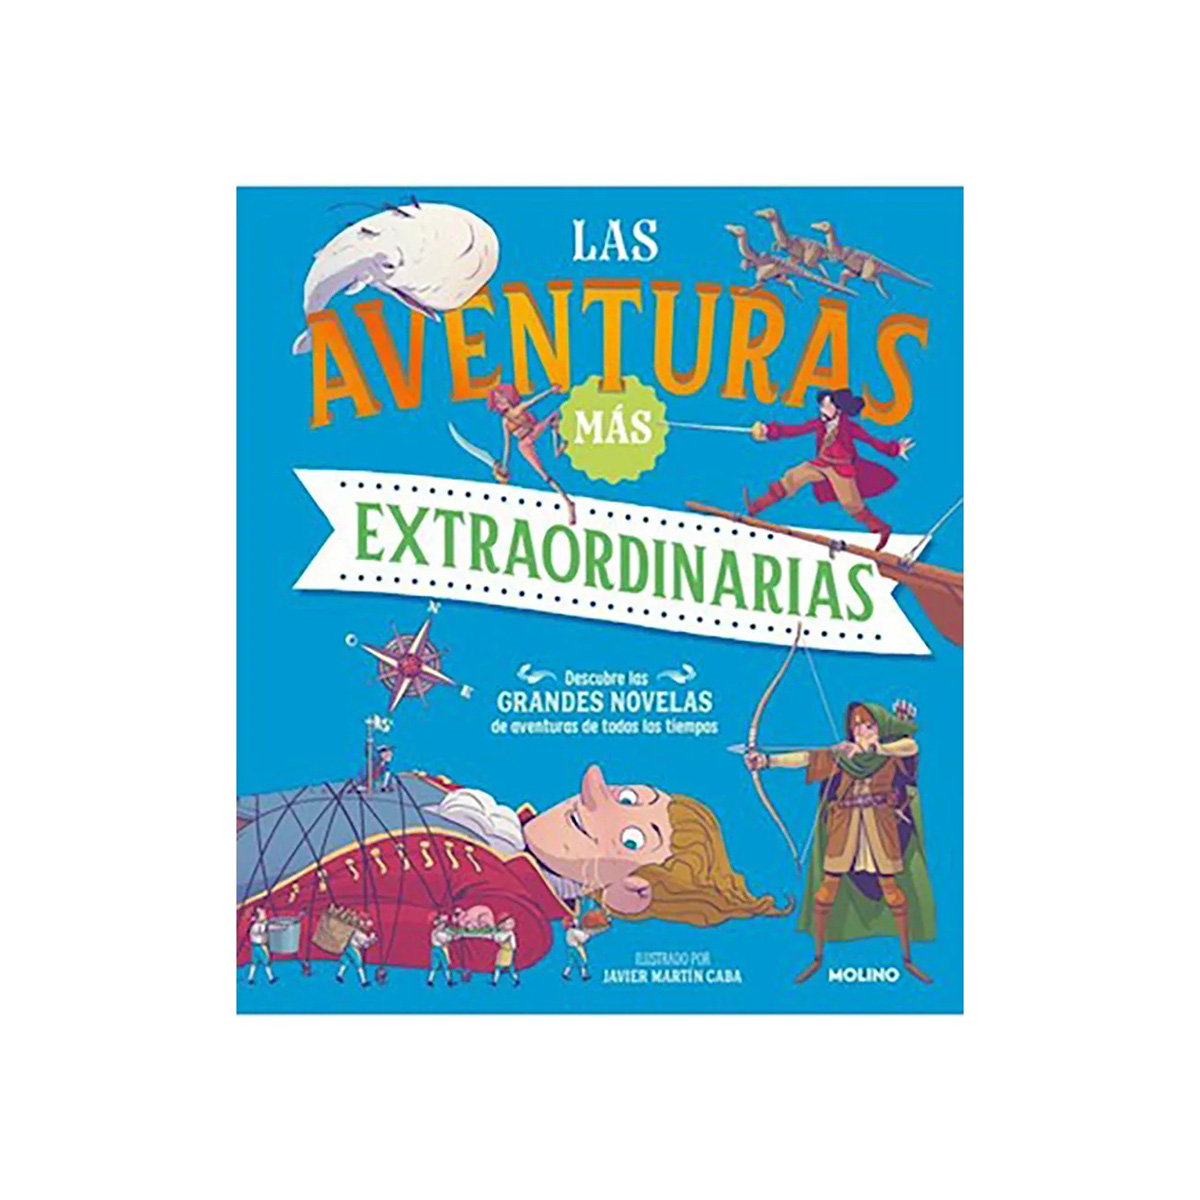 LAS
AVENTURAS
MÁS
EXTRAORDINARIAS
N
E
S
Descubre las
GRANDES NOVELAS
de aventuras de todos los tiempos
ILUSTRADO POR
JAVIER MARTÍN CABA
MOLINO